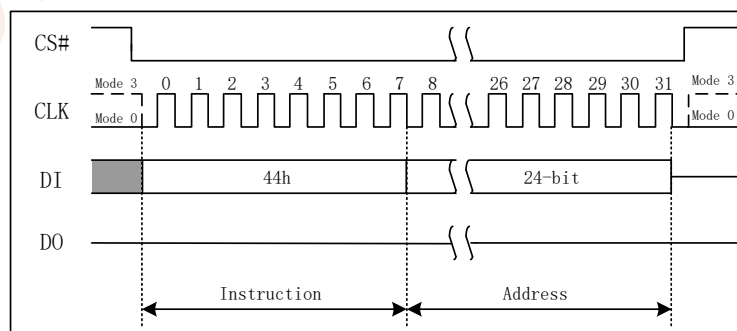 CS#
Mode 3 0 1 2 3 4 5 6 7 8 26 27 28 29 30 31 Mode 3
CLK
Mode 0 Mode 0
DI 44h 24-bit
DO
Instruction Address